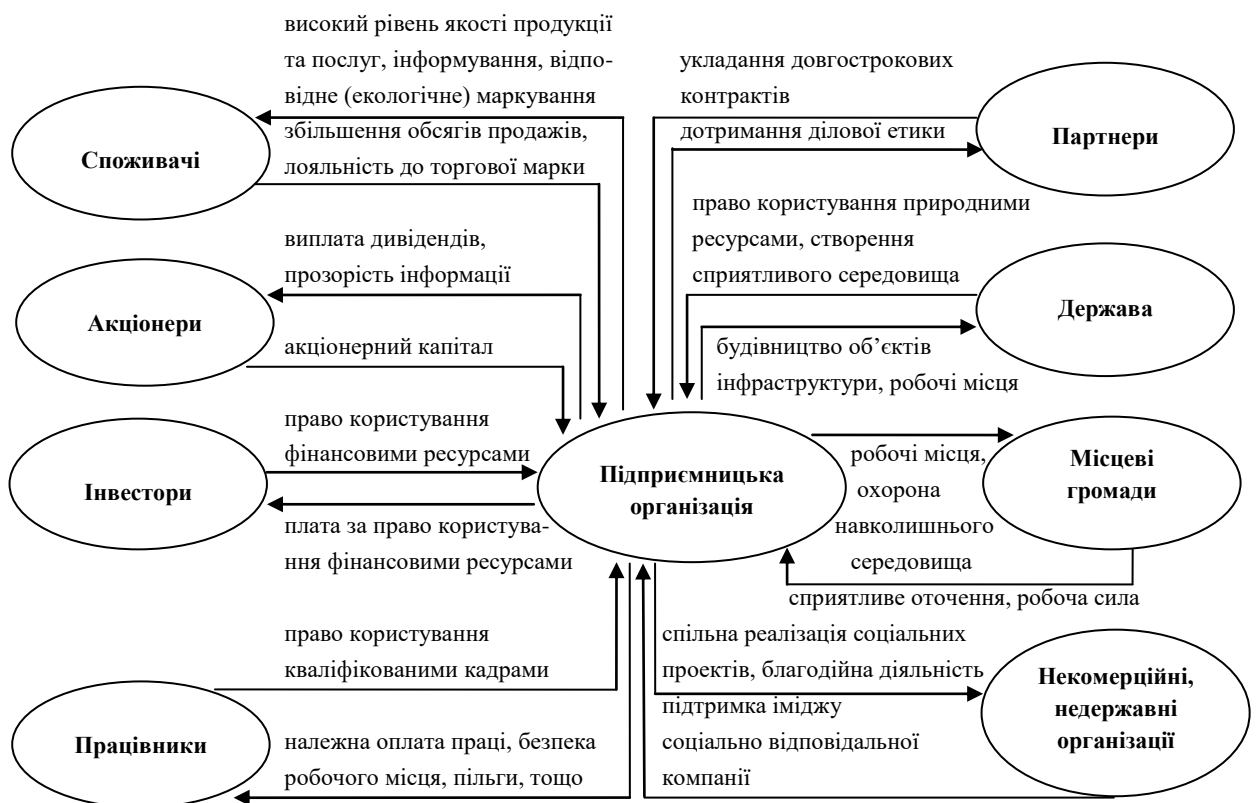 високий рівень якості продукції
та послуг, інформування, відпо-
відне (екологічне) маркування
збільшення обсягів продажів,
лояльність до торгової марки
Споживачі
укладання довгострокових
контрактів
дотримання ділової етики
Партнери
виплата дивідендів,
прозорість інформації
Акціонери
акціонерний капітал
право користування природними
ресурсами, створення
сприятливого середовища
Держава
будівництво об’єктів
інфраструктури, робочі місця
право користування
фінансовими ресурсами
Інвестори
плата за право користува-
ння фінансовими ресурсами
Підприємницька
організація
робочі місця,
охорона
навколишнього
середовища
Місцеві
громади
сприятливе оточення, робоча сила
право користування
кваліфікованими кадрами
Працівники
належна оплата праці, безпека
робочого місця, пільги, тощо
спільна реалізація соціальних
проектів, благодійна діяльність
підтримка іміджу
соціально відповідальної
компанії
Некомерційні,
недержавні
організації